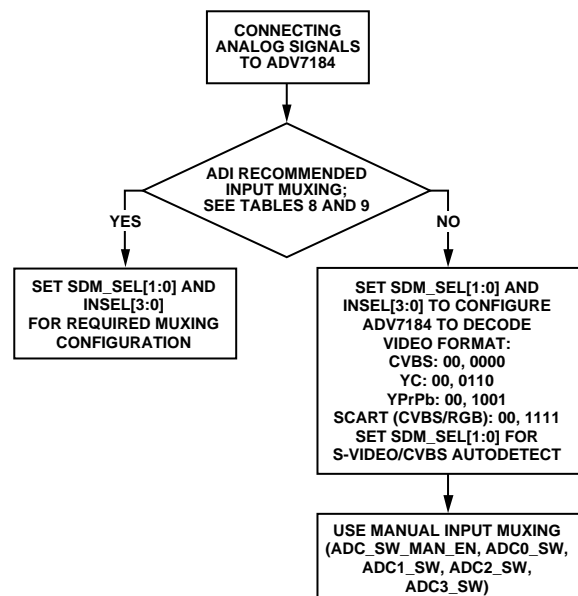 CONNECTING
ANALOG SIGNALS
TO ADV7184
ADI RECOMMENDED
INPUT MUXING;
SEE TABLES 8 AND 9
YES
NO
SET SDM_SEL[1:0] AND
INSEL[3:0]
FOR REQUIRED MUXING
CONFIGURATION
SET SDM_SEL[1:0] AND
INSEL[3:0] TO CONFIGURE
ADV7184 TO DECODE
VIDEO FORMAT:
CVBS: 00, 0000
YC: 00, 0110
YPrPb: 00, 1001
SCART (CVBS/RGB): 00, 1111
SET SDM_SEL[1:0] FOR
S-VIDEO/CVBS AUTODETECT
USE MANUAL INPUT MUXING
(ADC_SW_MAN_EN, ADC0_SW,
ADC1_SW, ADC2_SW,
ADC3_SW)